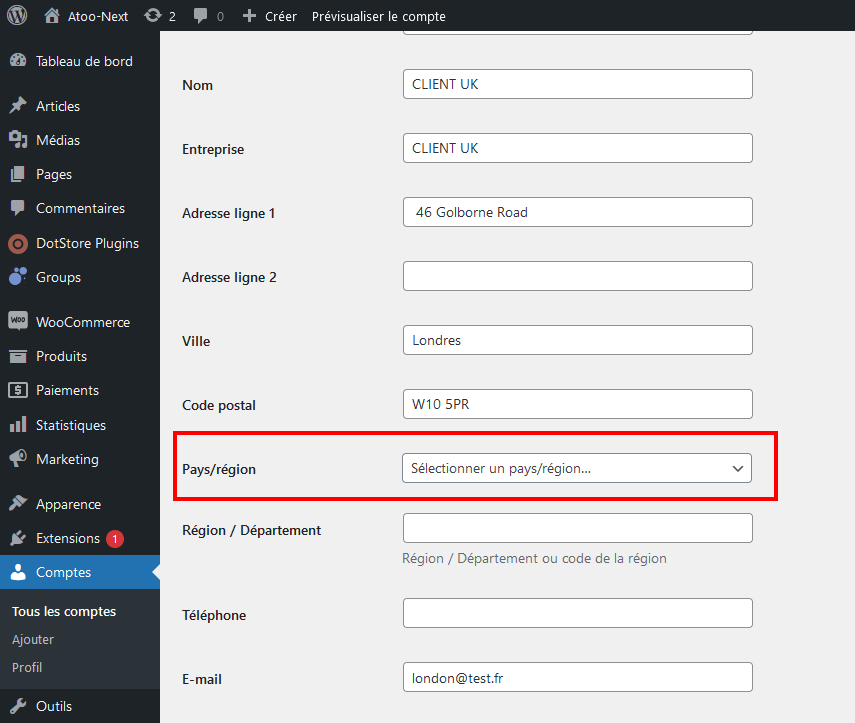 Atoo-Next 2 0 Créer Prévisualiser le compte
Tableau de bord
Articles
Médias
Pages
Commentaires
DotStore Plugins
Groups
WOO WooCommerce
Produits
Paiements
Statistiques
Marketing
Apparence
Extensions 1
Comptes
Tous les comptes
Ajouter
Profil
Outils
Nom CLIENT UK
Entreprise CLIENT UK
Adresse ligne 1 46 Golborne Road
Adresse ligne 2
Ville Londres
Code postal W10 5PR
Pays/région Sélectionner un pays/région...
Région / Département
Région / Département ou code de la région
Téléphone
E-mail london@test.fr